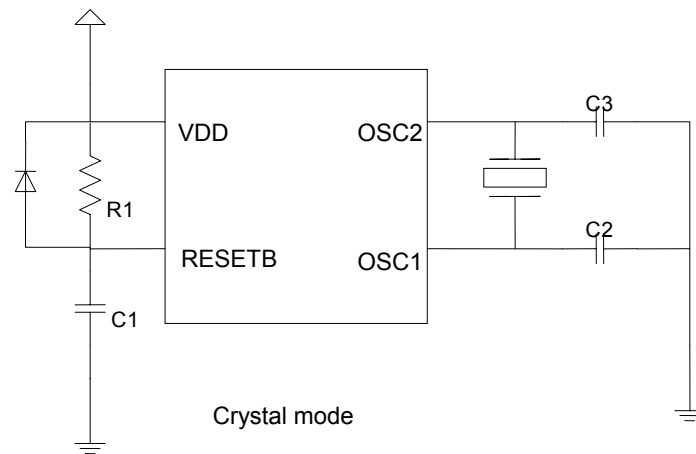 C3
VDD
OSC2
R1
C2
RESETB
OSC1
C1
Crystal mode